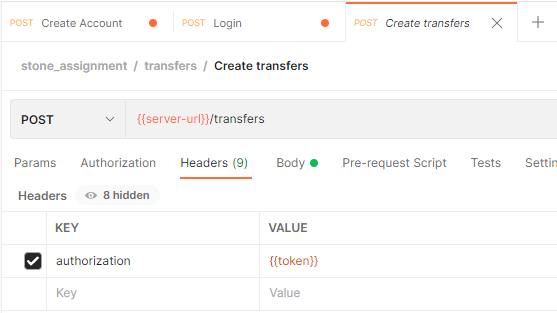 POST Create Account POST Login POST Create transfers
stone_assignment / transfers / Create transfers
POST {{server-url}}/transfers
Params Authorization Headers (9) Body Pre-request Script Tests Settin
Headers 8 hidden
KEY VALUE
authorization {{token}}
Key Value